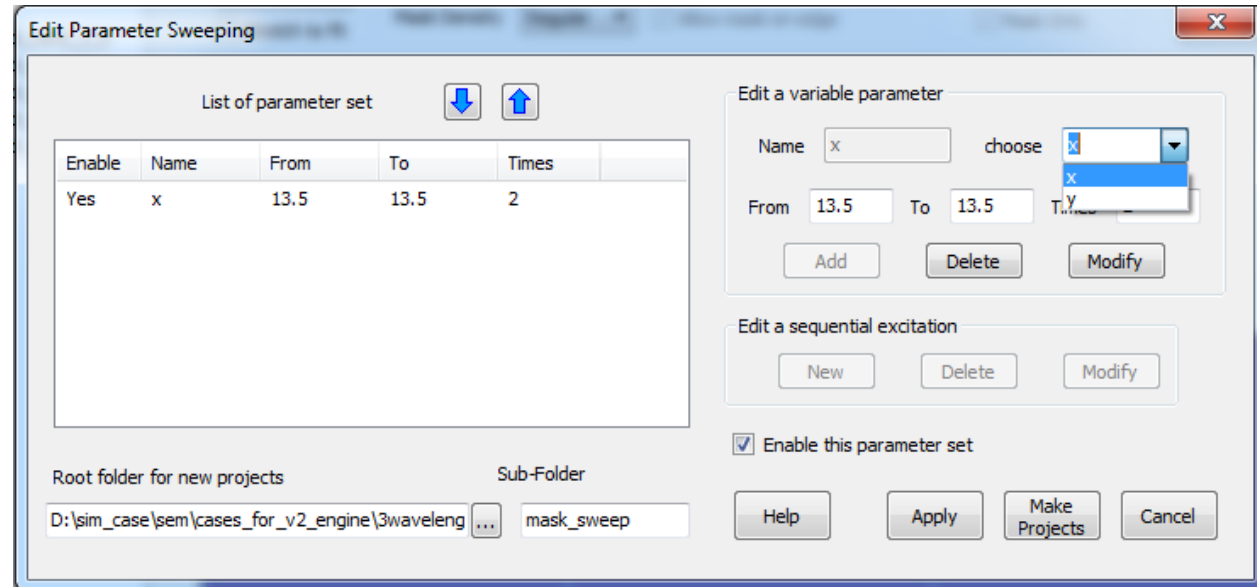 Edit Parameter Sweeping
X
List of parameter set
Enable Name From To Times
Yes x 13.5 13.5 2
Root folder for new projects
Sub-Folder
D:\sim_case\sem\cases_for_v2_engine\3waveleng ...
mask_sweep
Edit a variable parameter
Name x choose x
x
y
From 13.5 To 13.5
Add Delete Modify
Edit a sequential excitation
New Delete Modify
Enable this parameter set
Help Apply Make Projects Cancel